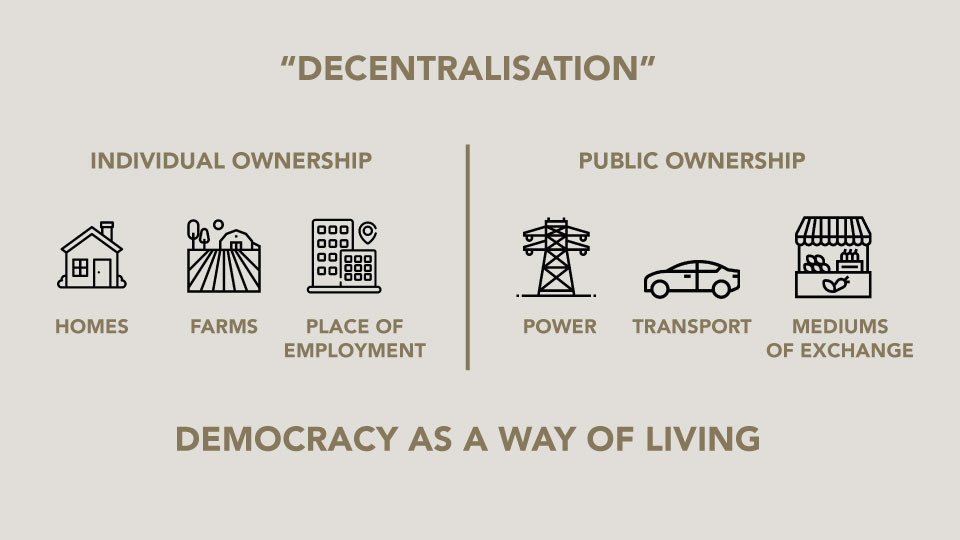 “DECENTRALISATION”
INDIVIDUAL OWNERSHIP
HOMES
FARMS
PLACE OF
EMPLOYMENT
PUBLIC OWNERSHIP
POWER
TRANSPORT
MEDIUMS
OF EXCHANGE
DEMOCRACY AS A WAY OF LIVING